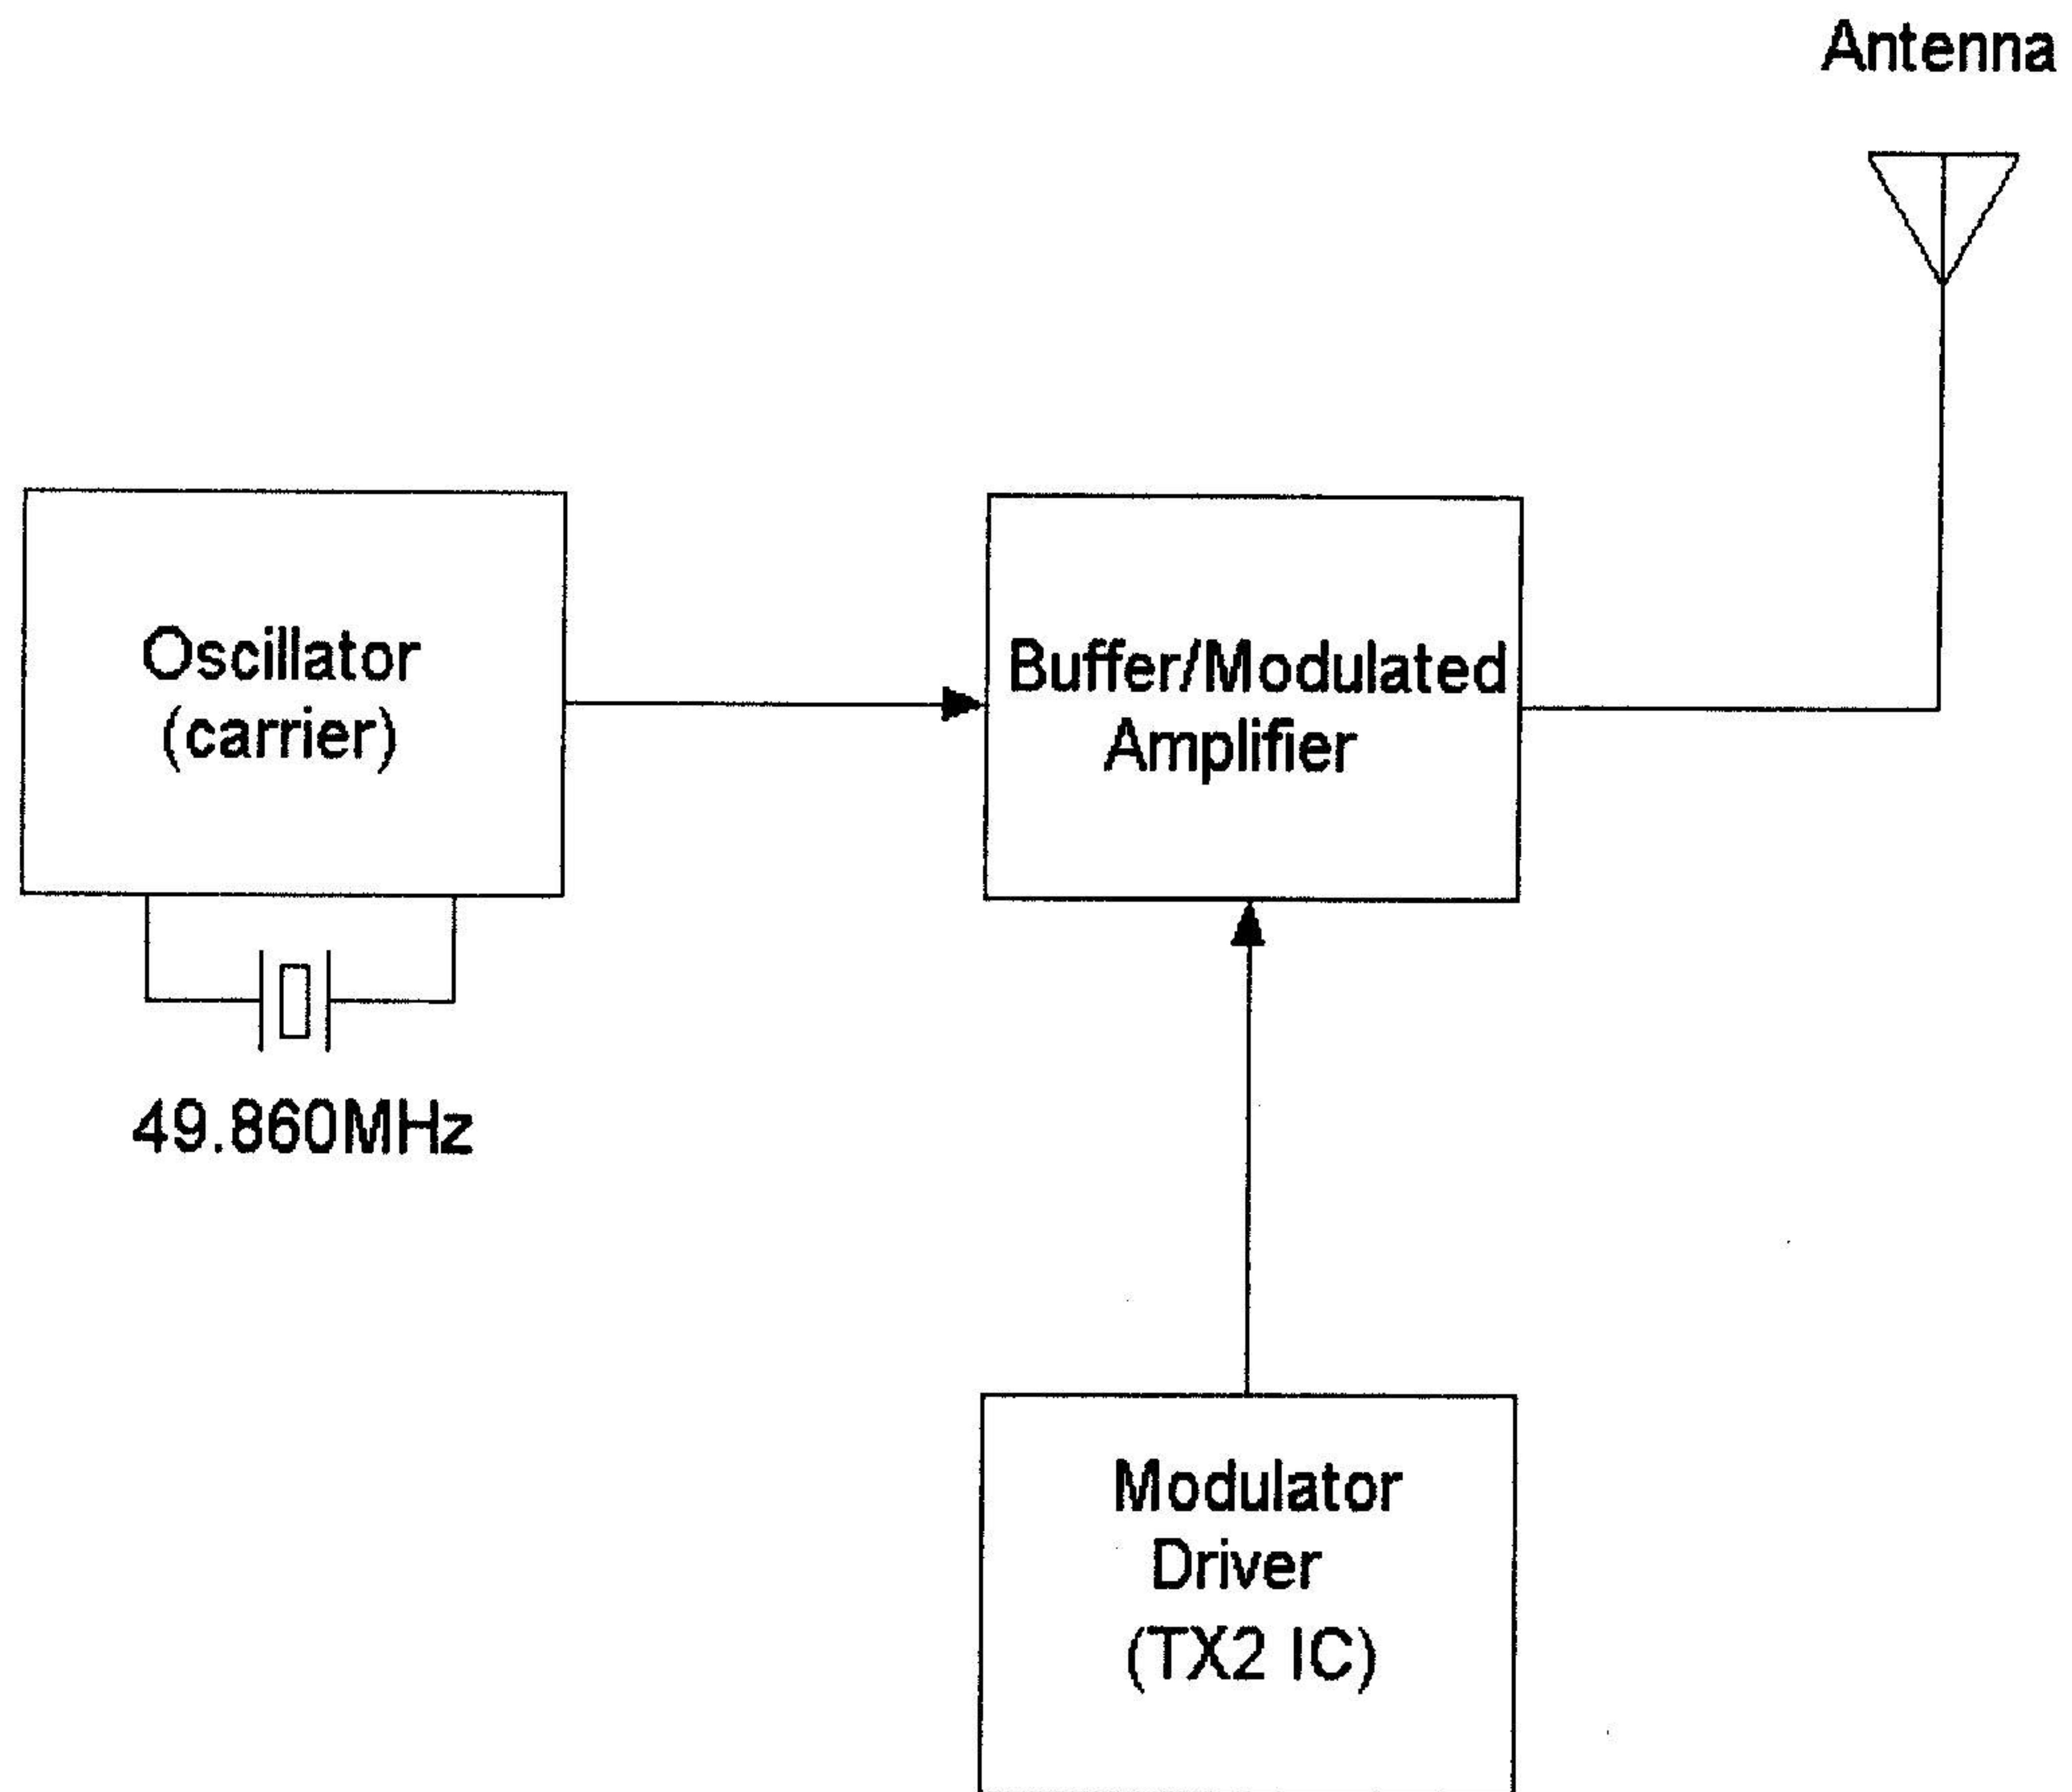 Antenna
Oscillator
(carrier)
Buffer/Modulated
Amplifier
49.860MHz
Modulator
Driver
(TX2 IC)